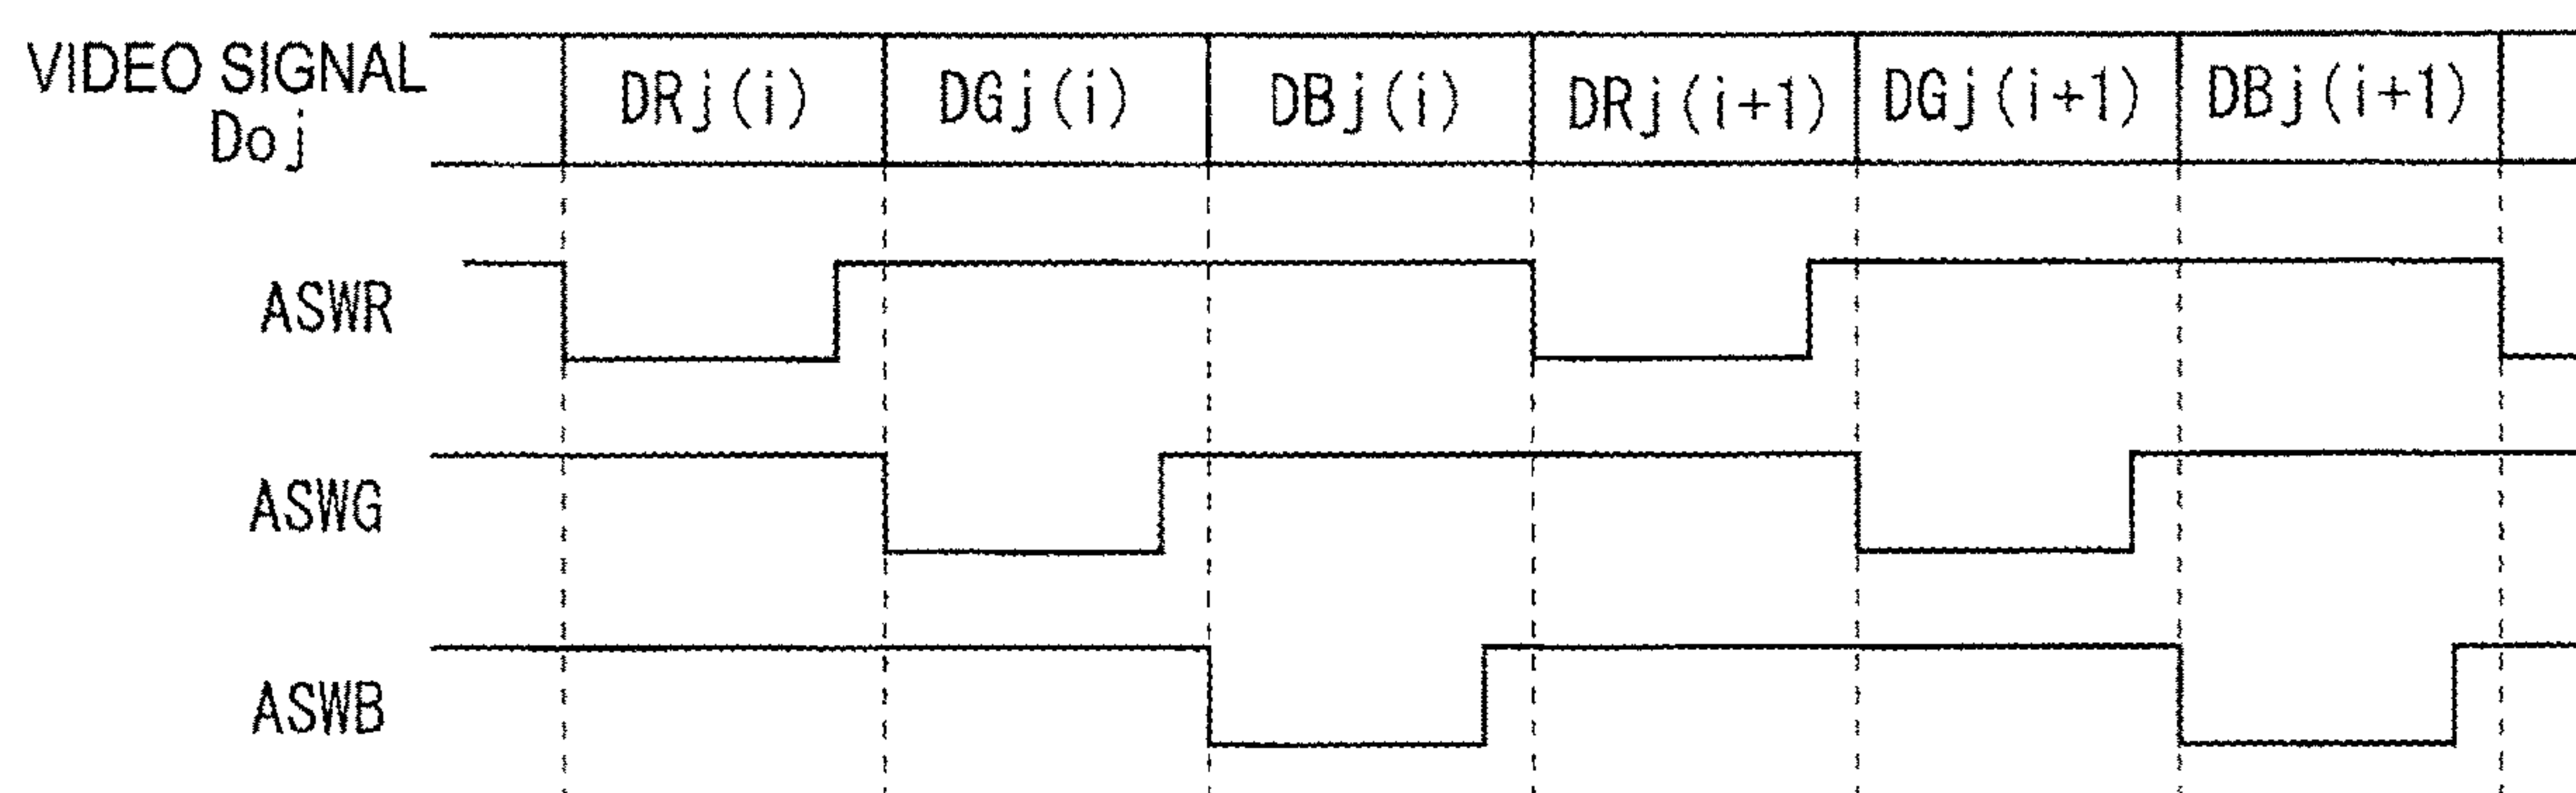 VIDEO SIGNAL
Doj
DRj(i) DGj(i) DBj(i) DRj(i+1) DGj(i+1) DBj(i+1)
ASWR
ASWG
ASWB